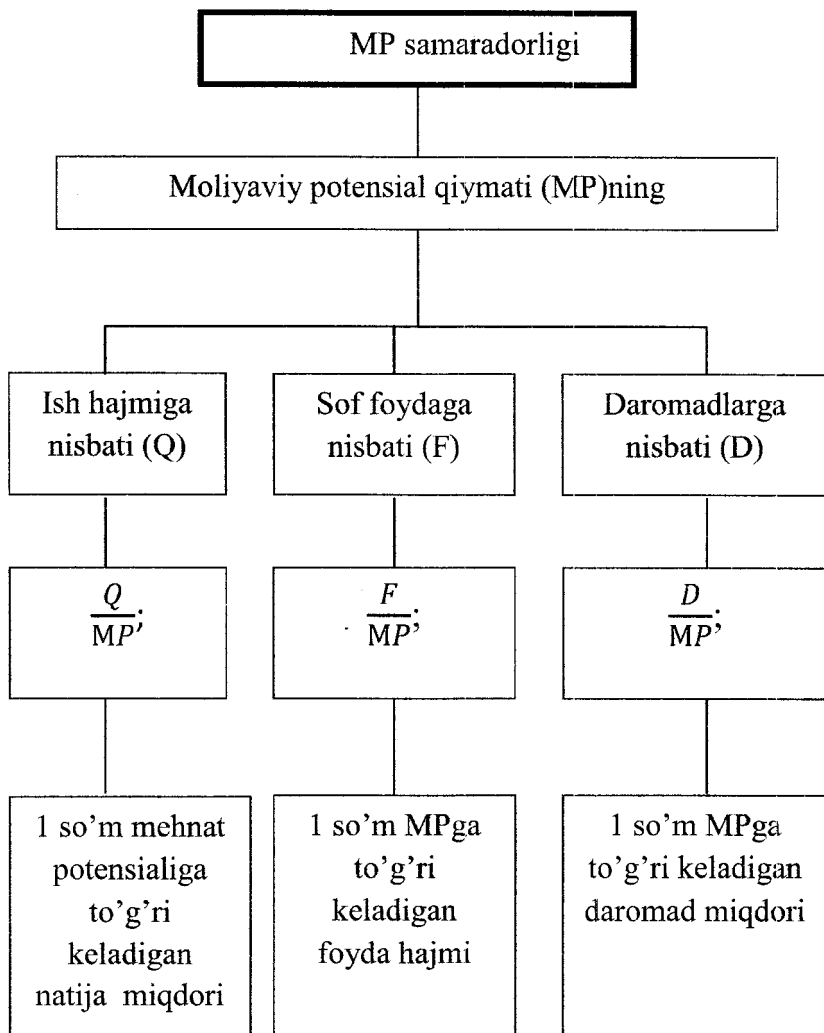 MP samaradorligi
Moliyaviy potensial qiymati (MP)ning
Ish hajmiga
nisbati (Q)
Sof foydaga
nisbati (F)
Daromadlarga
nisbati (D)
Q
MP;
F
MP;
D
MP;
1 so’m mehnat
potensialiga
to’g’ri
keladigan
natija miqdori
1 so’m MPga
to’g’ri
keladigan
foyda hajmi
1 so’m MPga
to’g’ri keladigan
daromad miqdori